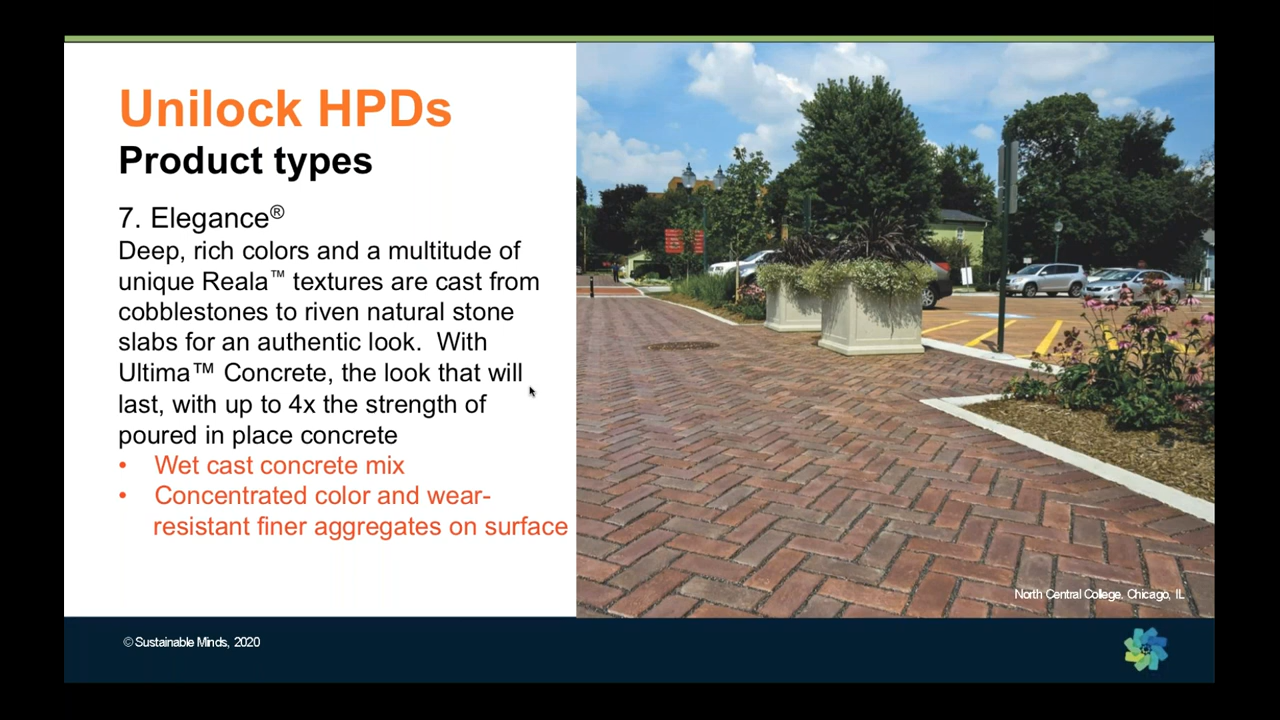 Unilock HPDs
Product types
7. Elegance®
Deep, rich colors and a multitude of
unique Reala™ textures are cast from
cobblestones to riven natural stone
slabs for an authentic look.  With
Ultima™ Concrete, the look that will
last, with up to 4x the strength of
poured in place concrete
• Wet cast concrete mix
• Concentrated color and wear-
resistant finer aggregates on surface
North Central College, Chicago, IL
© Sustainable Minds, 2020